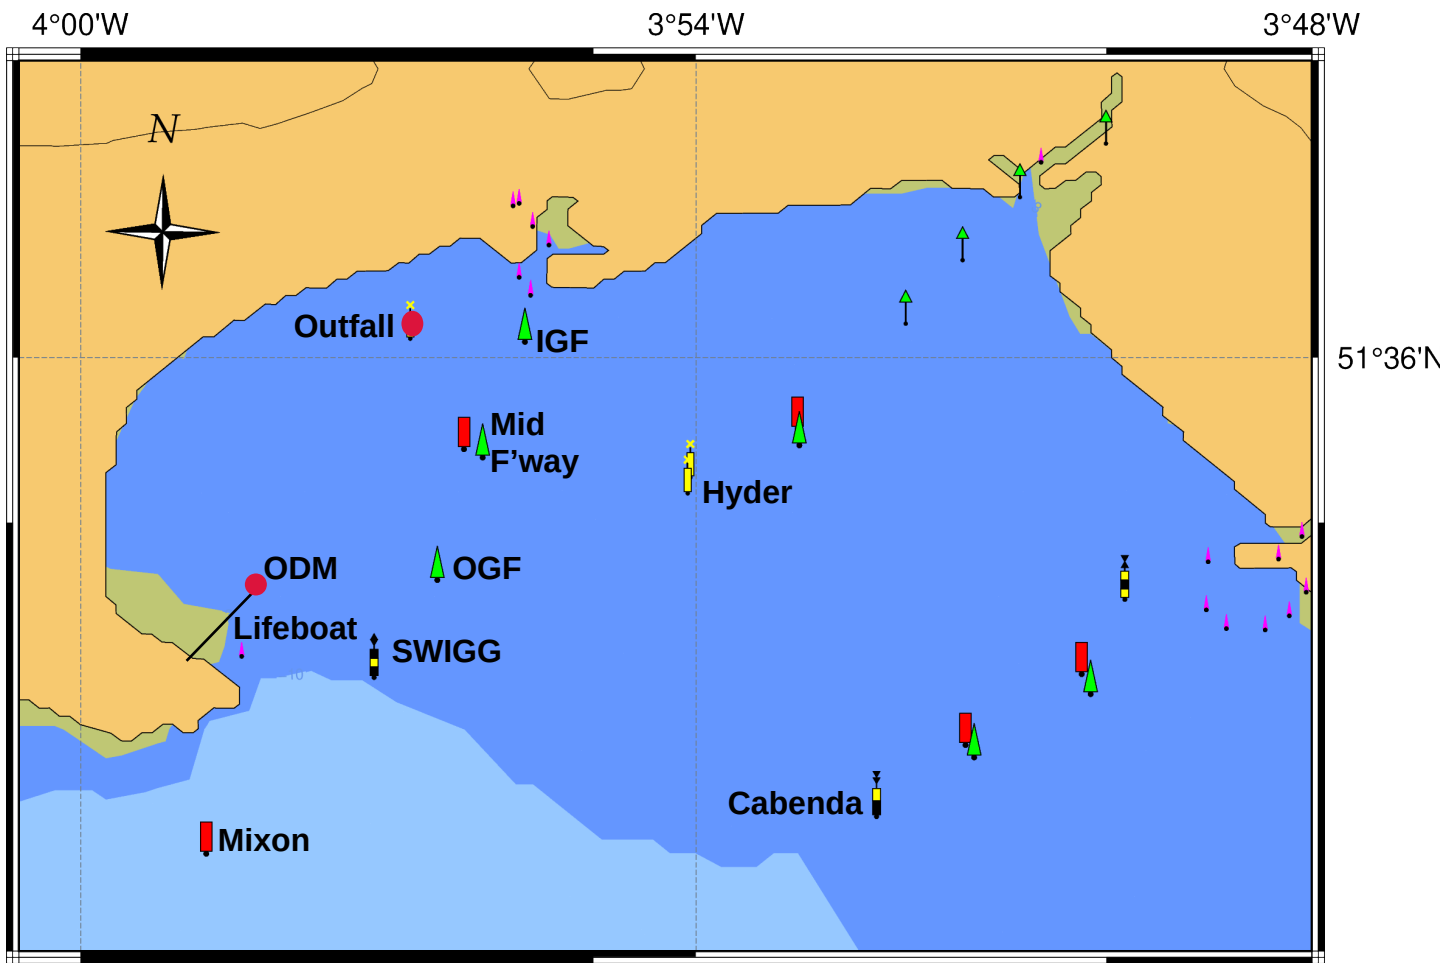 4°00'W
3°54'W
3°48'W
N
Outfall
IGF
51°36'N
Mid
F’way
Hyder
ODM
OGF
Lifeboat
SWIGG
10
Cabenda
Mixon